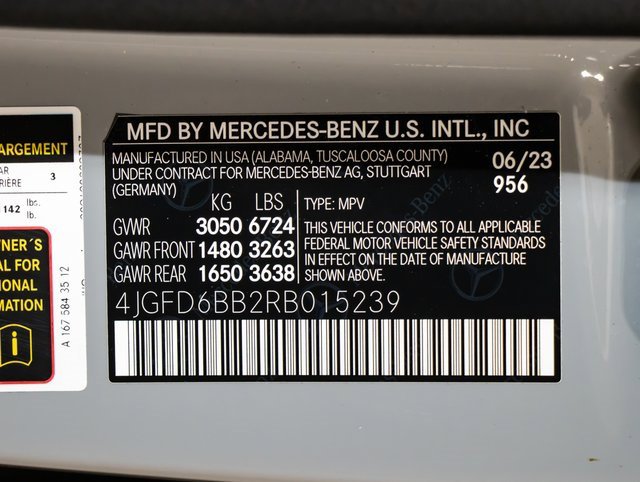 ARGEMENT
3
142 lbs.
lb.
WNER´S
AL FOR
IONAL
MATION
A 167 584 35 12
MFD BY MERCEDES-BENZ U.S. INTL., INC
MANUFACTURED IN USA (ALABAMA, TUSCALOOSA COUNTY) 06/23
UNDER CONTRACT FOR MERCEDES-BENZ AG, STUTTGART
(GERMANY) 956
KG LBS TYPE: MPV
GVWR 3050 6724 THIS VEHICLE CONFORMS TO ALL APPLICABLE
GAWR FRONT 1480 3263 FEDERAL MOTOR VEHICLE SAFETY STANDARDS
IN EFFECT ON THE DATE OF MANUFACTURE
GAWR REAR 1650 3638 SHOWN ABOVE.
4JGFD6BB2RB015239